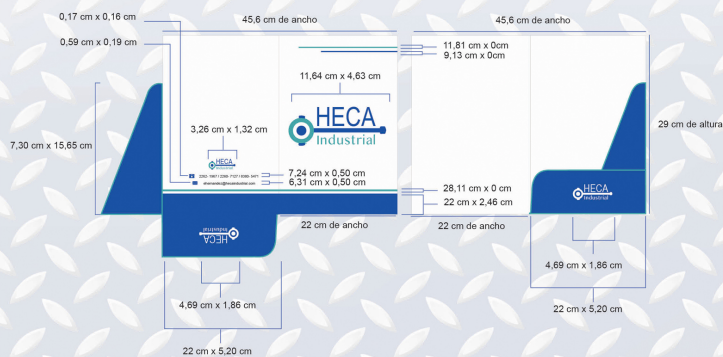 0,17 cm x 0,16 cm
45,6 cm de ancho
45,6 cm de ancho
0,59 cm x 0,19 cm
11,81 cm x 0cm
9,13 cm x 0cm
11,64 cm x 4,63 cm
HECA
Industrial
29 cm de altura
3,26 cm x 1,32 cm
7,30 cm x 15,65 cm
HECA
Industrial
7,24 cm x 0,50 cm
6,31 cm x 0,50 cm
28,11 cm x 0 cm
22 cm x 2,46 cm
HECA
Industrial
22 cm de ancho
22 cm de ancho
HECA
Industrial
4,69 cm x 1,86 cm
4,69 cm x 1,86 cm
22 cm x 5,20 cm
22 cm x 5,20 cm